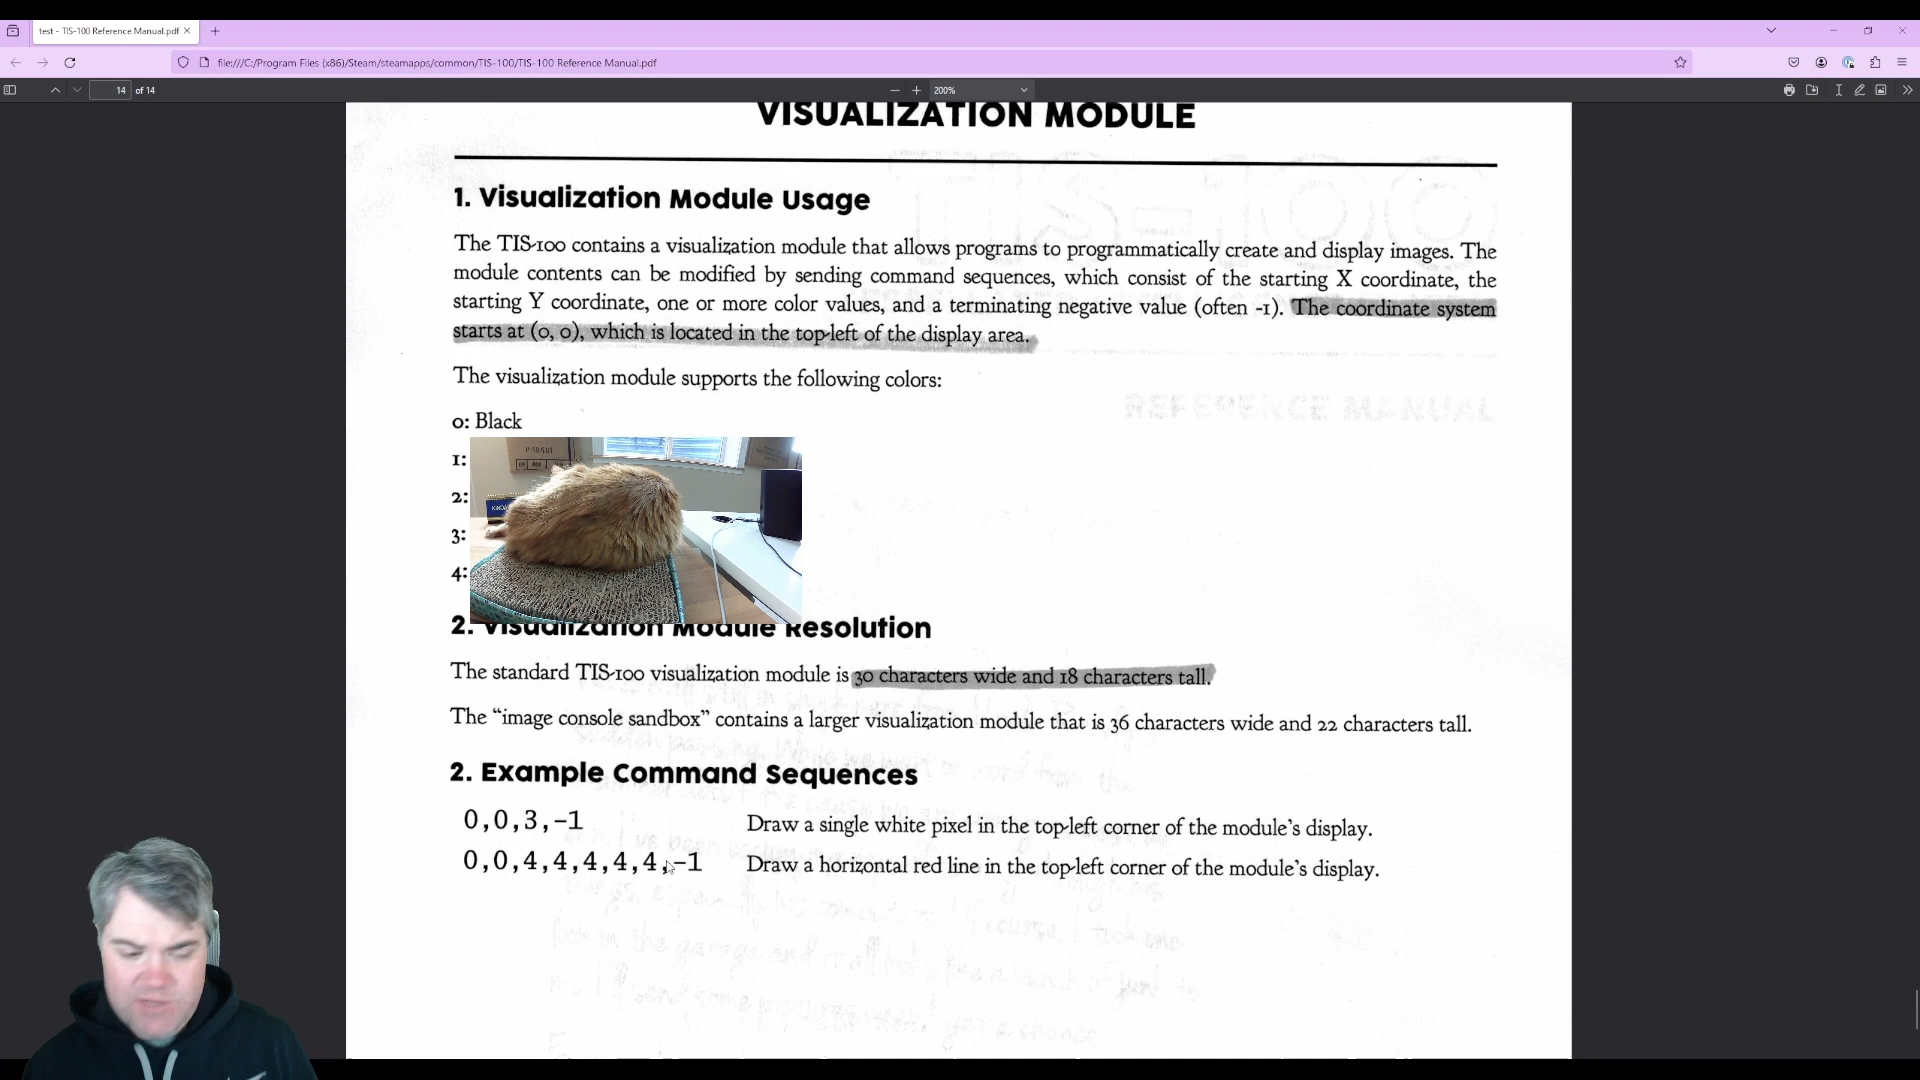 test - TIS-100 Reference Manual.pdf
file:///C:/Program Files (x86)/Steam/steamapps/common/TIS-100/TIS-100 Reference Manual.pdf
14 of 14
200%
VISUALIZATION MODULE
1. Visualization Module Usage
The TIS-100 contains a visualization module that allows programs to programmatically create and display images. The
module contents can be modified by sending command sequences, which consist of the starting X coordinate, the
starting Y coordinate, one or more color values, and a terminating negative value (often -1). The coordinate system
starts at (0, 0), which is located in the top-left of the display area.
The visualization module supports the following colors:
REFERENCE MANUAL
0: Black
1:
2:
3:
4:
2. Visualization Module Resolution
The standard TIS-100 visualization module is 30 characters wide and 18 characters tall.
The “image console sandbox” contains a larger visualization module that is 36 characters wide and 22 characters tall.
2. Example Command Sequences
0,0,3,-1 Draw a single white pixel in the top-left corner of the module's display.
0,0,4,4,4,4,4,-1 Draw a horizontal red line in the top-left corner of the module's display.